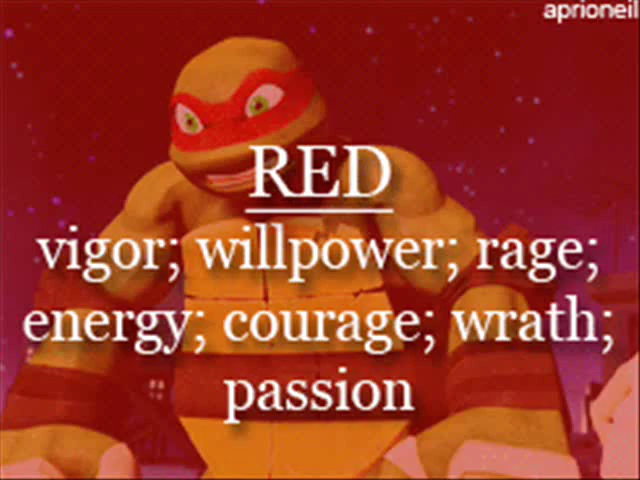 aprioneil
RED
vigor; willpower; rage;
energy; courage; wrath;
passion